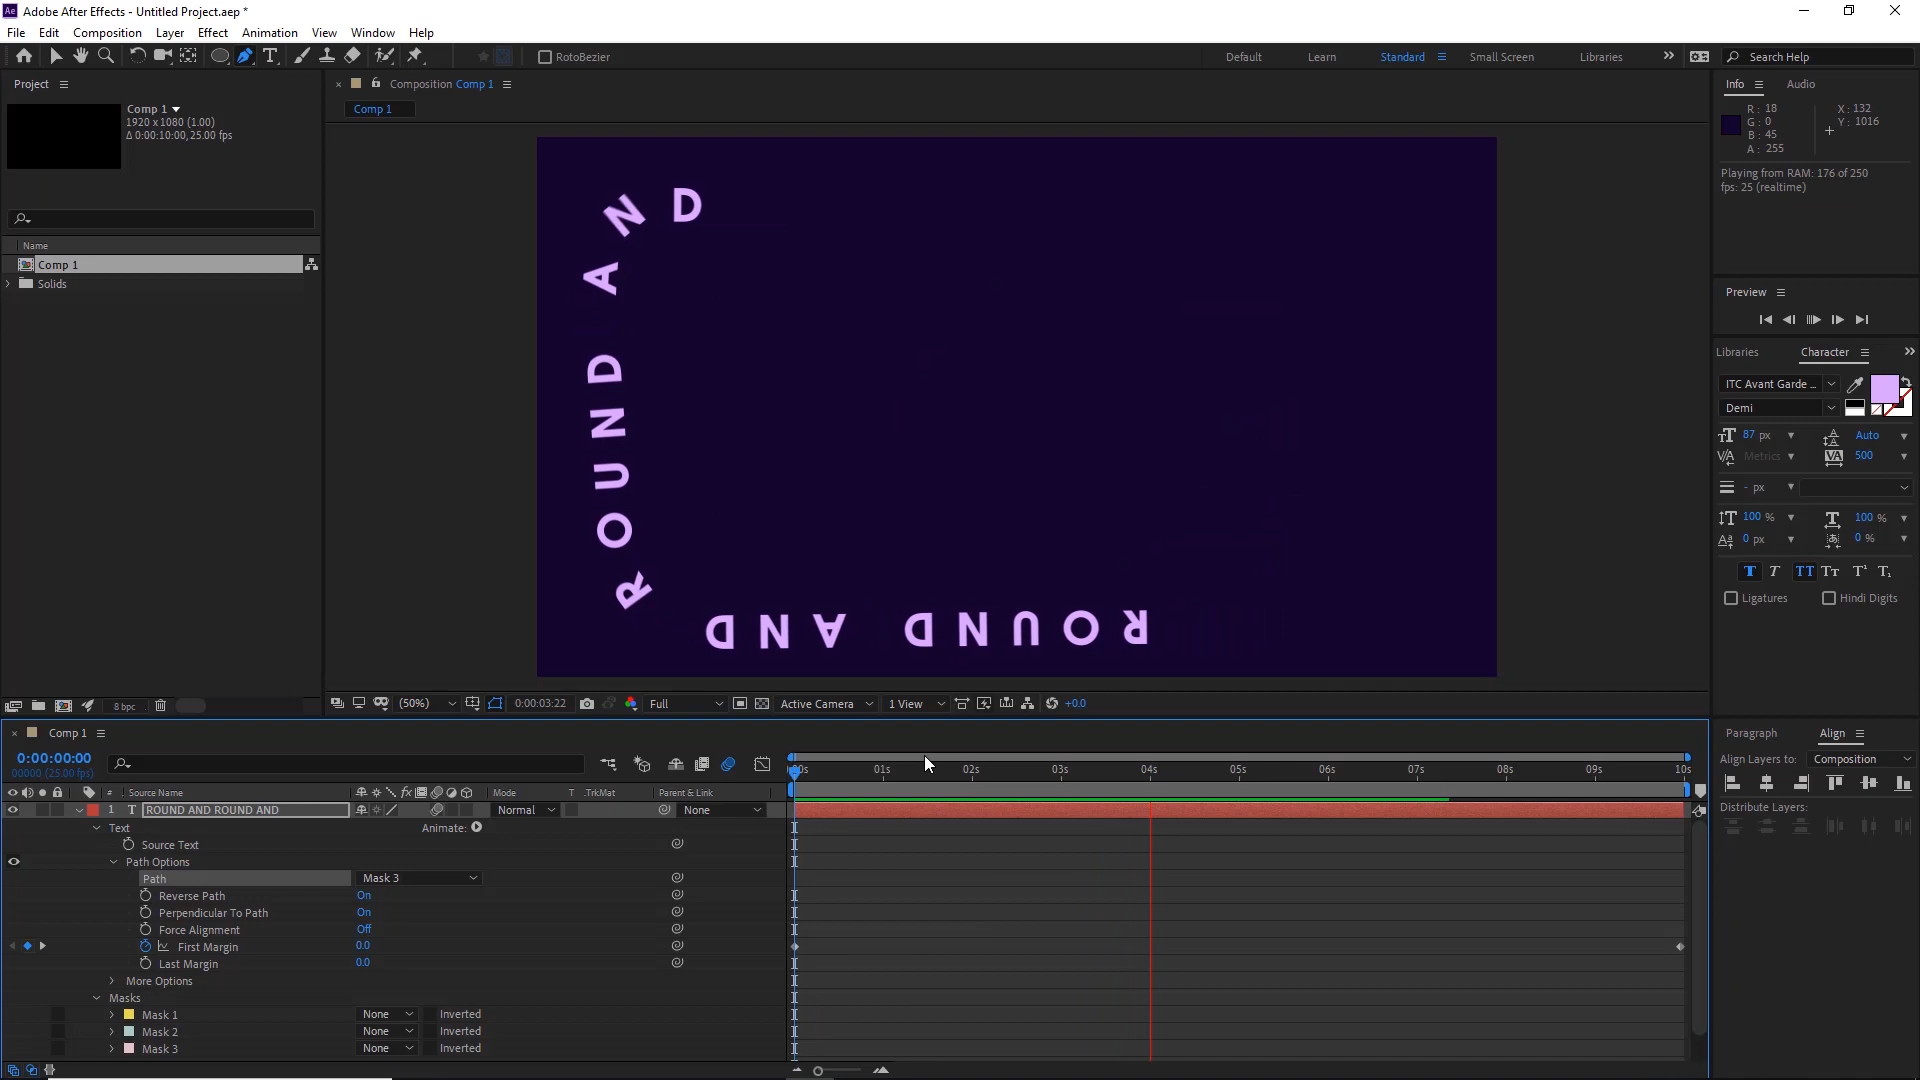 Adobe After Effects - Untitled Project.aep *
File Edit Composition Layer Effect Animation View Window Help
RotoBezier
Default Learn Standard Small Screen Libraries Search Help
Project
Comp 1
1920 x 1080 (1.00)
Δ 0:00:10:00, 25.00 fps
Name
Comp 1
Solids
8 bpc
Composition Comp 1
Comp 1
ROUND AND ROUND AND
(50%) 0:00:03:22 Full Active Camera 1 View +0.0
Info Audio
R : 18
G : 0
B : 45
A : 255
X : 132
Y : 1016
Playing from RAM: 176 of 250
fps: 25 (realtime)
Preview
Libraries Character
ITC Avant Garde ...
Demi
87 px Auto
Metrics 500
- px
100 % 100 %
0 px 0 %
Ligatures Hindi Digits
Paragraph Align
Align Layers to: Composition
Distribute Layers:
Comp 1
0:00:00:00
00000 (25.00 fps)
# Source Name Mode T .TrkMat Parent & Link
:00s 01s 02s 03s 04s 05s 06s 07s 08s 09s 10s
1 T ROUND AND ROUND AND Normal None
Text Animate:
Source Text
Path Options
Path Mask 3
Reverse Path On
Perpendicular To Path On
Force Alignment Off
First Margin 0.0
Last Margin 0.0
More Options
Masks
Mask 1 None Inverted
Mask 2 None Inverted
Mask 3 None Inverted